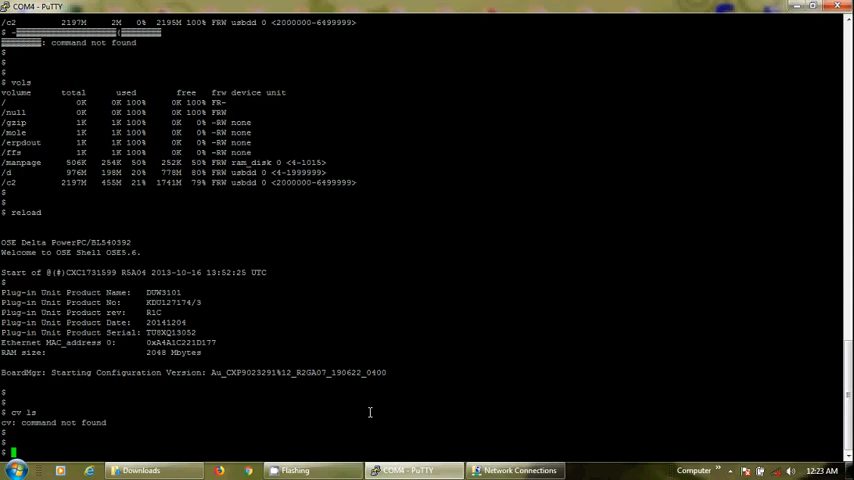 COM4 - PuTTY
/c2 2197M 2M 0% 2195M 100% FRW usbdd 0 <2000000-6499999>
$ ~
: command not found
$
$
$
$ vols
volume total used free frw device unit
/ 0K 0K 100% 0K 100% FR-
/null 0K 0K 100% 0K 100% FRW
/gzip 1K 1K 100% 0K 0% -RW none
/mole 1K 1K 100% 0K 0% -RW none
/erpdout 1K 1K 100% 0K 0% -RW none
/ffs 1K 1K 100% 0K 0% -RW none
/manpage 506K 254K 50% 252K 50% FRW ram_disk 0 <4-1015>
/d 976M 198M 20% 778M 80% FRW usbdd 0 <4-1999999>
/c2 2197M 455M 21% 1741M 79% FRW usbdd 0 <2000000-6499999>
$
$
$ reload
OSE Delta PowerPC/BL540392
Welcome to OSE Shell OSE5.6.
Start of @(#)CXC1731599 R5A04 2013-10-16 13:52:25 UTC
$
Plug-in Unit Product Name: DUW3101
Plug-in Unit Product No: KDU127174/3
Plug-in Unit Product rev: R1C
Plug-in Unit Product Date: 20141204
Plug-in Unit Product Serial: TU8XQ13052
Ethernet MAC_address 0: 0xA4A1C221D177
RAM size: 2048 Mbytes
BoardMgr: Starting Configuration Version: Au_CXP9023291%12_R2GA07_190622_0400
$
$
$ cv ls
cv: command not found
$
$
$
Downloads
Flashing
COM4 - PuTTY
Network Connections
Computer
»
12:23 AM